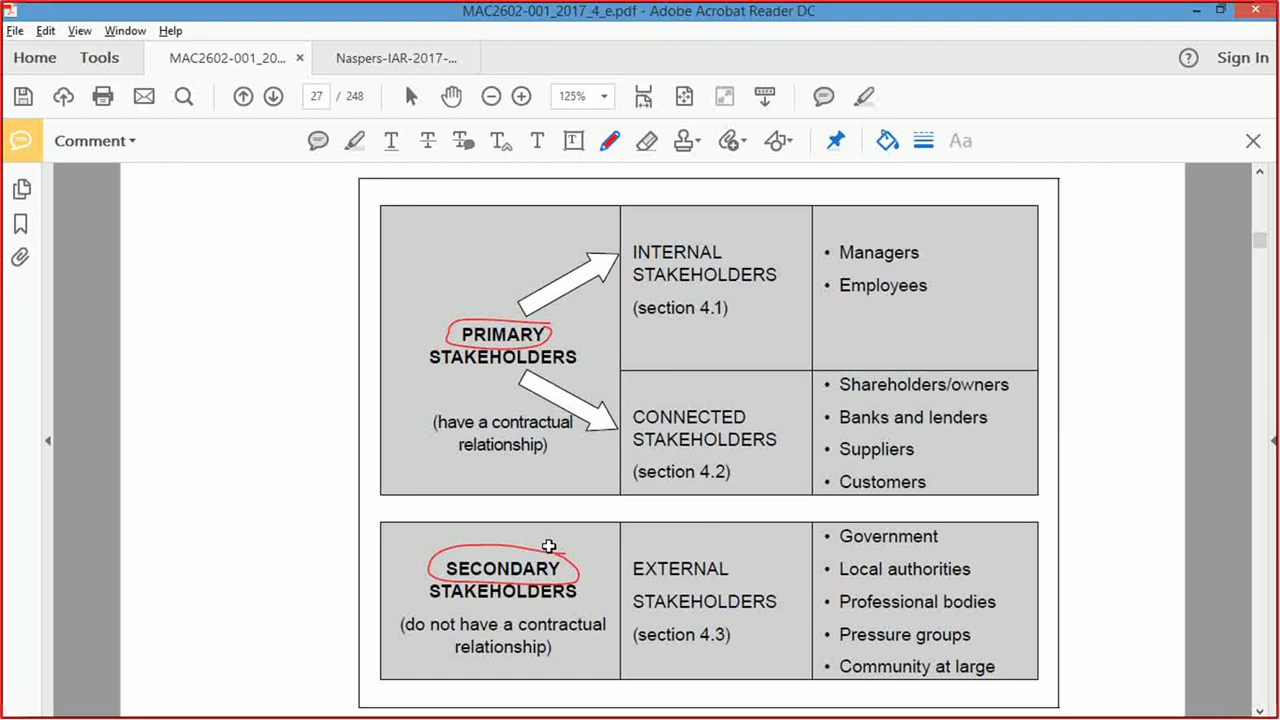 MAC2602-001_2017_4_e.pdf - Adobe Acrobat Reader DC
File Edit View Window Help
Home Tools MAC2602-001_20... × Naspers-IAR-2017-... ? Sign In
27 / 248 125%
Comment
T T T T T T Aa
PRIMARY
STAKEHOLDERS
(have a contractual
relationship)
INTERNAL
STAKEHOLDERS
(section 4.1)
• Managers
• Employees
CONNECTED
STAKEHOLDERS
(section 4.2)
• Shareholders/owners
• Banks and lenders
• Suppliers
• Customers
SECONDARY
STAKEHOLDERS
(do not have a contractual
relationship)
EXTERNAL
STAKEHOLDERS
(section 4.3)
• Government
• Local authorities
• Professional bodies
• Pressure groups
• Community at large